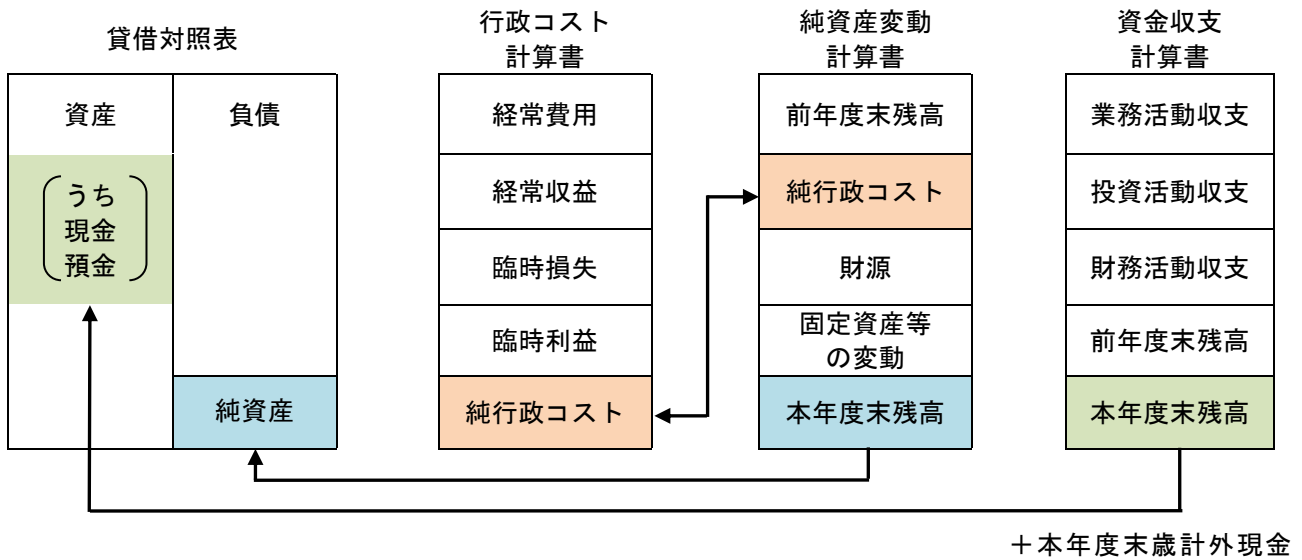 貸借対照表
資産
負債
うち
現金
預金
純資産
行政コスト
計算書
経常費用
経常収益
臨時損失
臨時利益
純行政コスト
純資産変動
計算書
前年度末残高
純行政コスト
財源
固定資産等
の変動
本年度末残高
資金収支
計算書
業務活動収支
投資活動収支
財務活動収支
前年度末残高
本年度末残高
＋本年度末歳計外現金